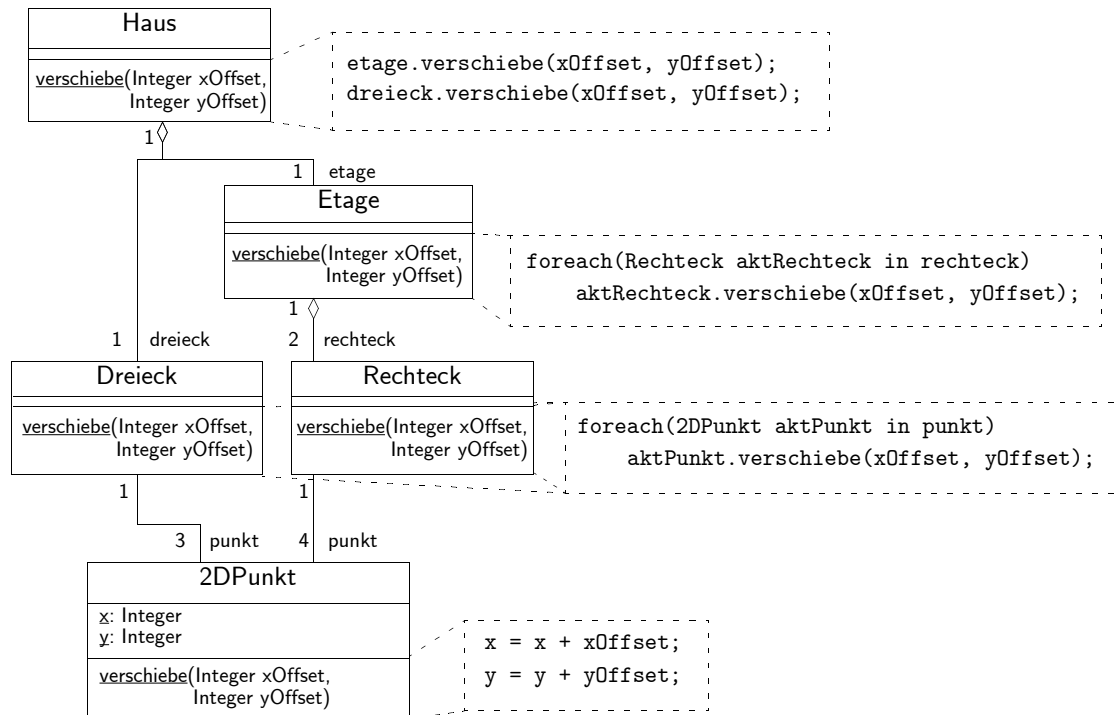 Haus
verschiebe(Integer xOffset,
Integer yOffset)
etage.verschiebe(xOffset, yOffset);
dreieck.verschiebe(xOffset, yOffset);
1
1 etage
Etage
verschiebe(Integer xOffset,
Integer yOffset)
foreach(Rechteck aktRechteck in rechteck)
aktRechteck.verschiebe(xOffset, yOffset);
1
1 dreieck
2 rechteck
Dreieck
verschiebe(Integer xOffset,
Integer yOffset)
Rechteck
verschiebe(Integer xOffset,
Integer yOffset)
foreach(2DPunkt aktPunkt in punkt)
aktPunkt.verschiebe(xOffset, yOffset);
1
1
3 punkt
4 punkt
2DPunkt
x: Integer
y: Integer
verschiebe(Integer xOffset,
Integer yOffset)
x = x + xOffset;
y = y + yOffset;